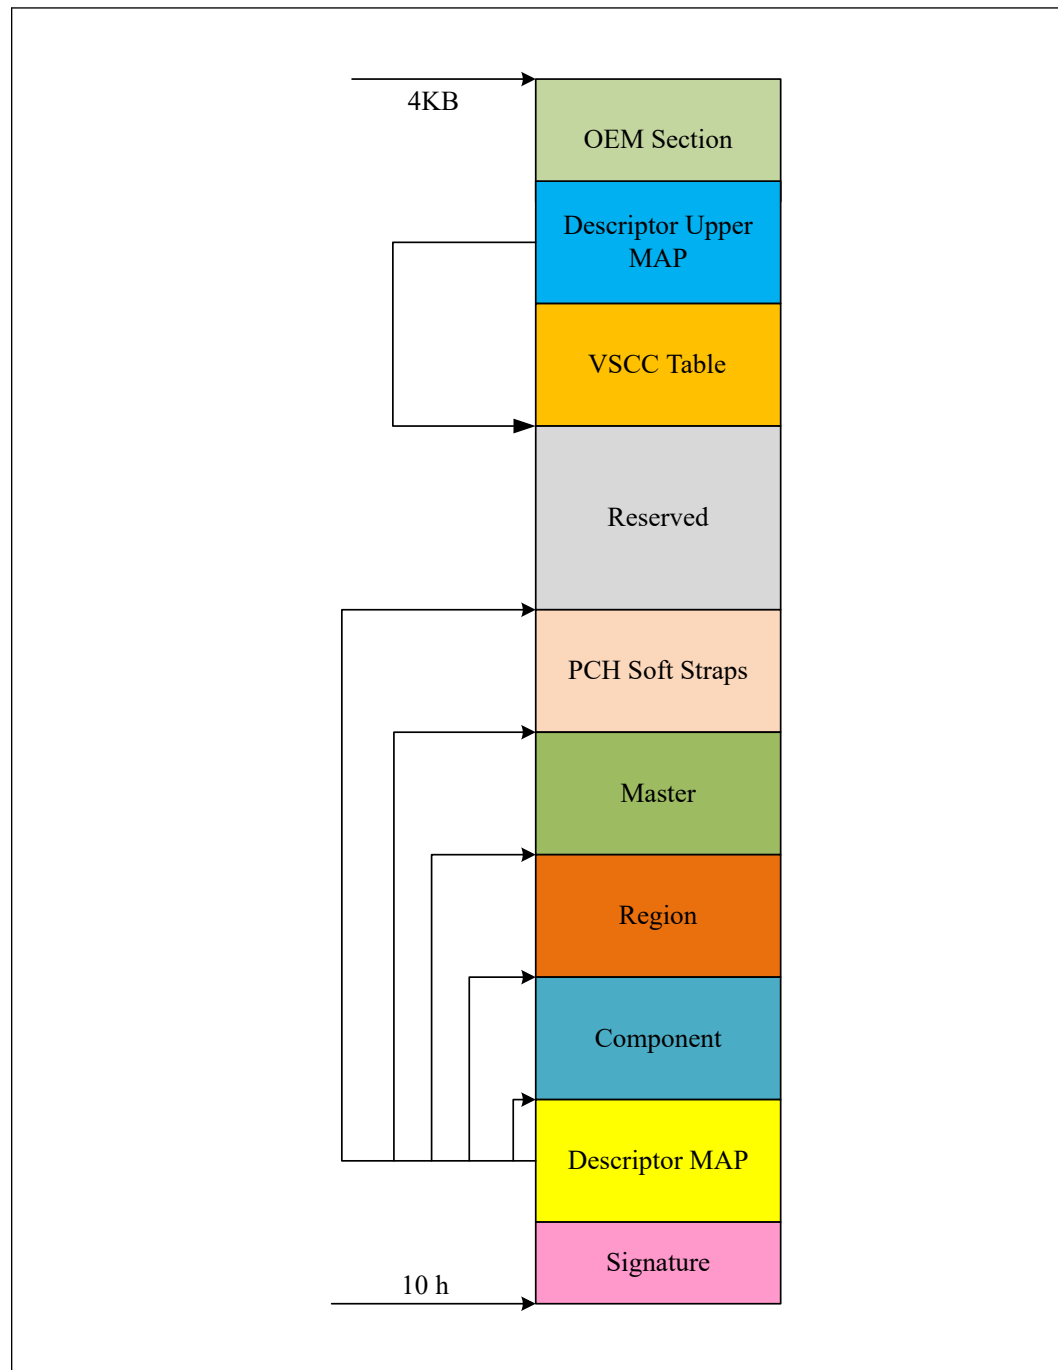 4KB
OEM Section
Descriptor Upper
MAP
VSCC Table
Reserved
PCH Soft Straps
Master
Region
Component
Descriptor MAP
Signature
10 h